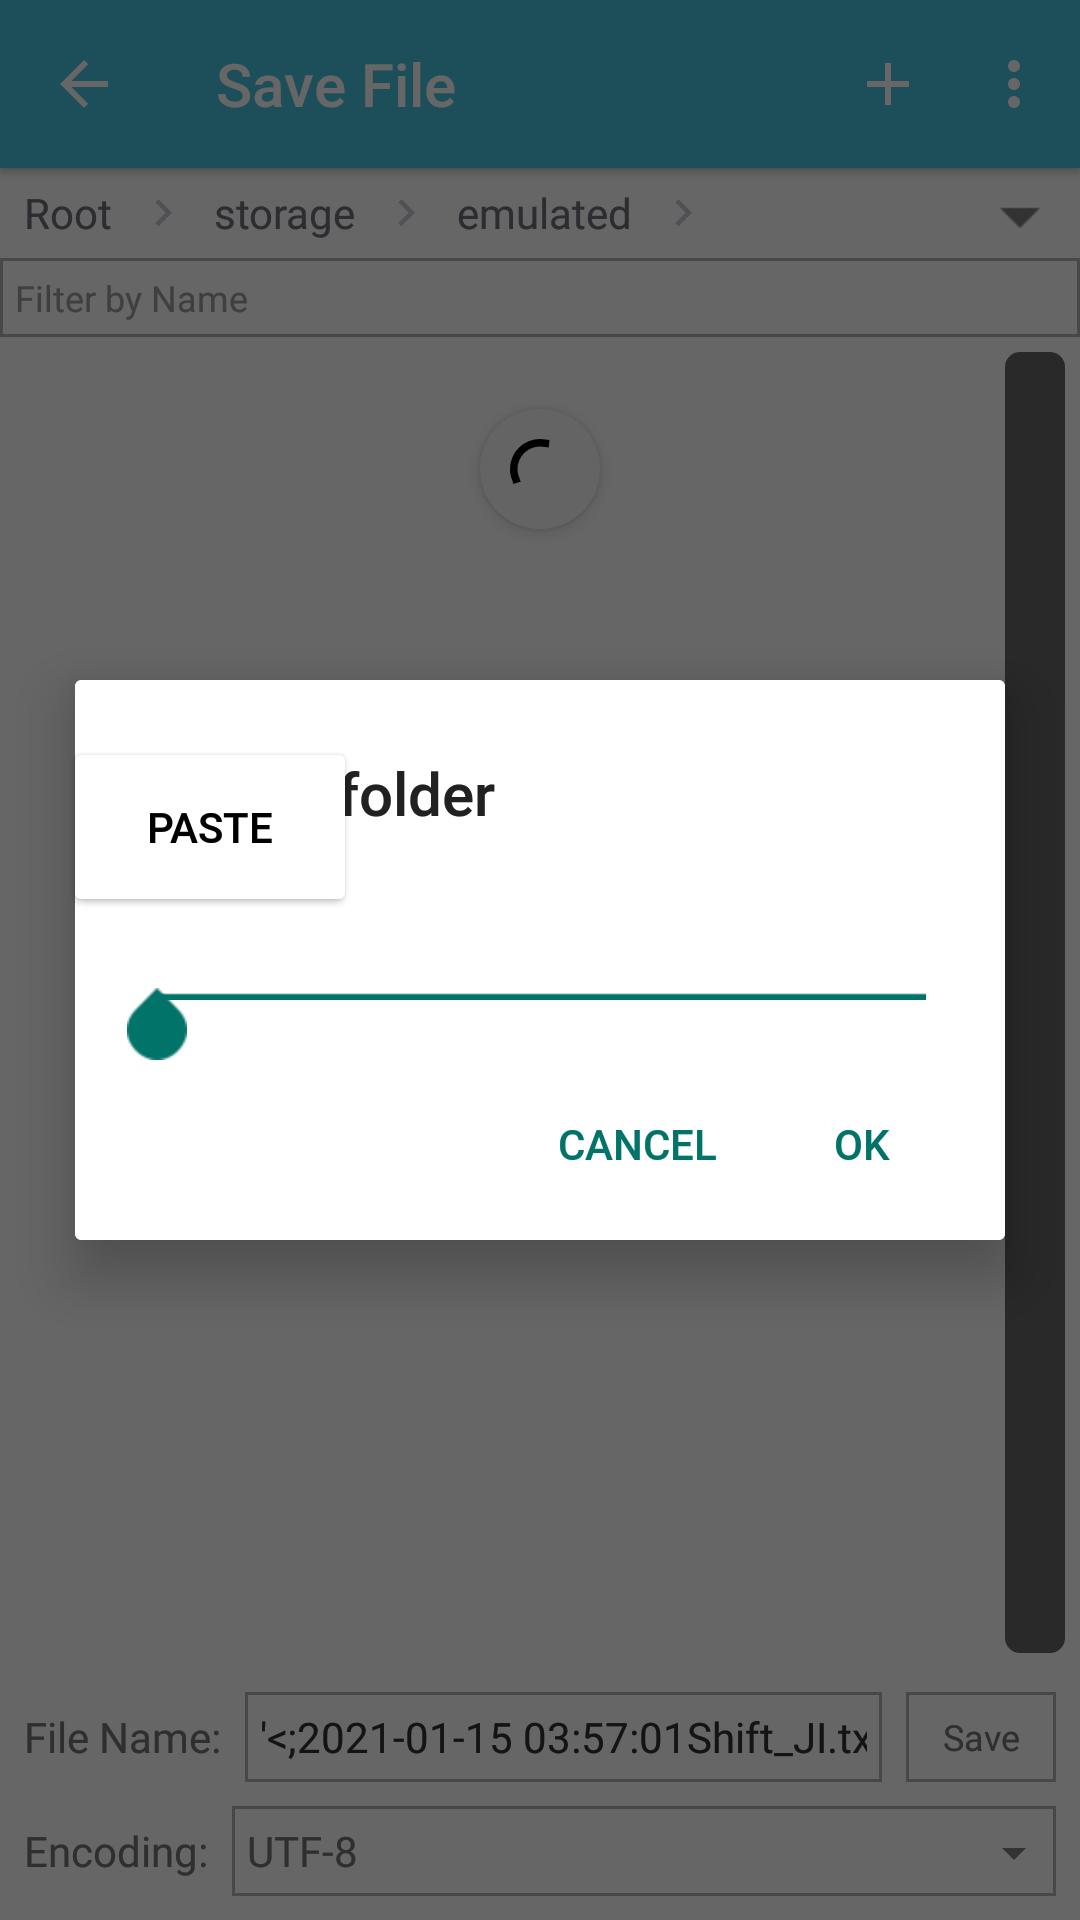 Save File
Root storage emulated
Filter by Name
folder
PASTE
CANCEL OK
File Name: '<;2021-01-15 03:57:01Shift_JI.tx Save
Encoding: UTF-8